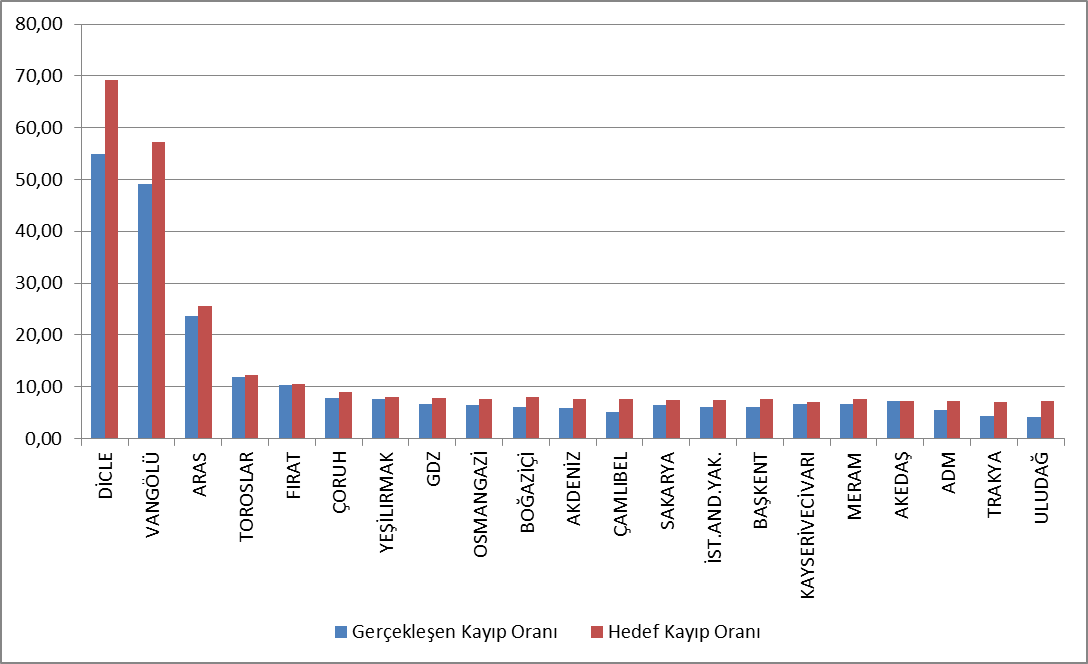 80,00
70,00
60,00
50,00
40,00
30,00
20,00
10,00
0,00
DİCLE
VANGÖLÜ
ARAS
TOROSLAR
FIRAT
ÇORUH
YEŞİLIRMAK
GDZ
OSMANGAZİ
BOĞAZİÇİ
AKDENİZ
ÇAMLIBEL
SAKARYA
İST.AND.YAK.
BAŞKENT
KAYSERİVECİVARI
MERAM
AKEDAŞ
ADM
TRAKYA
ULUDAĞ
Gerçekleşen Kayıp Oranı Hedef Kayıp Oranı